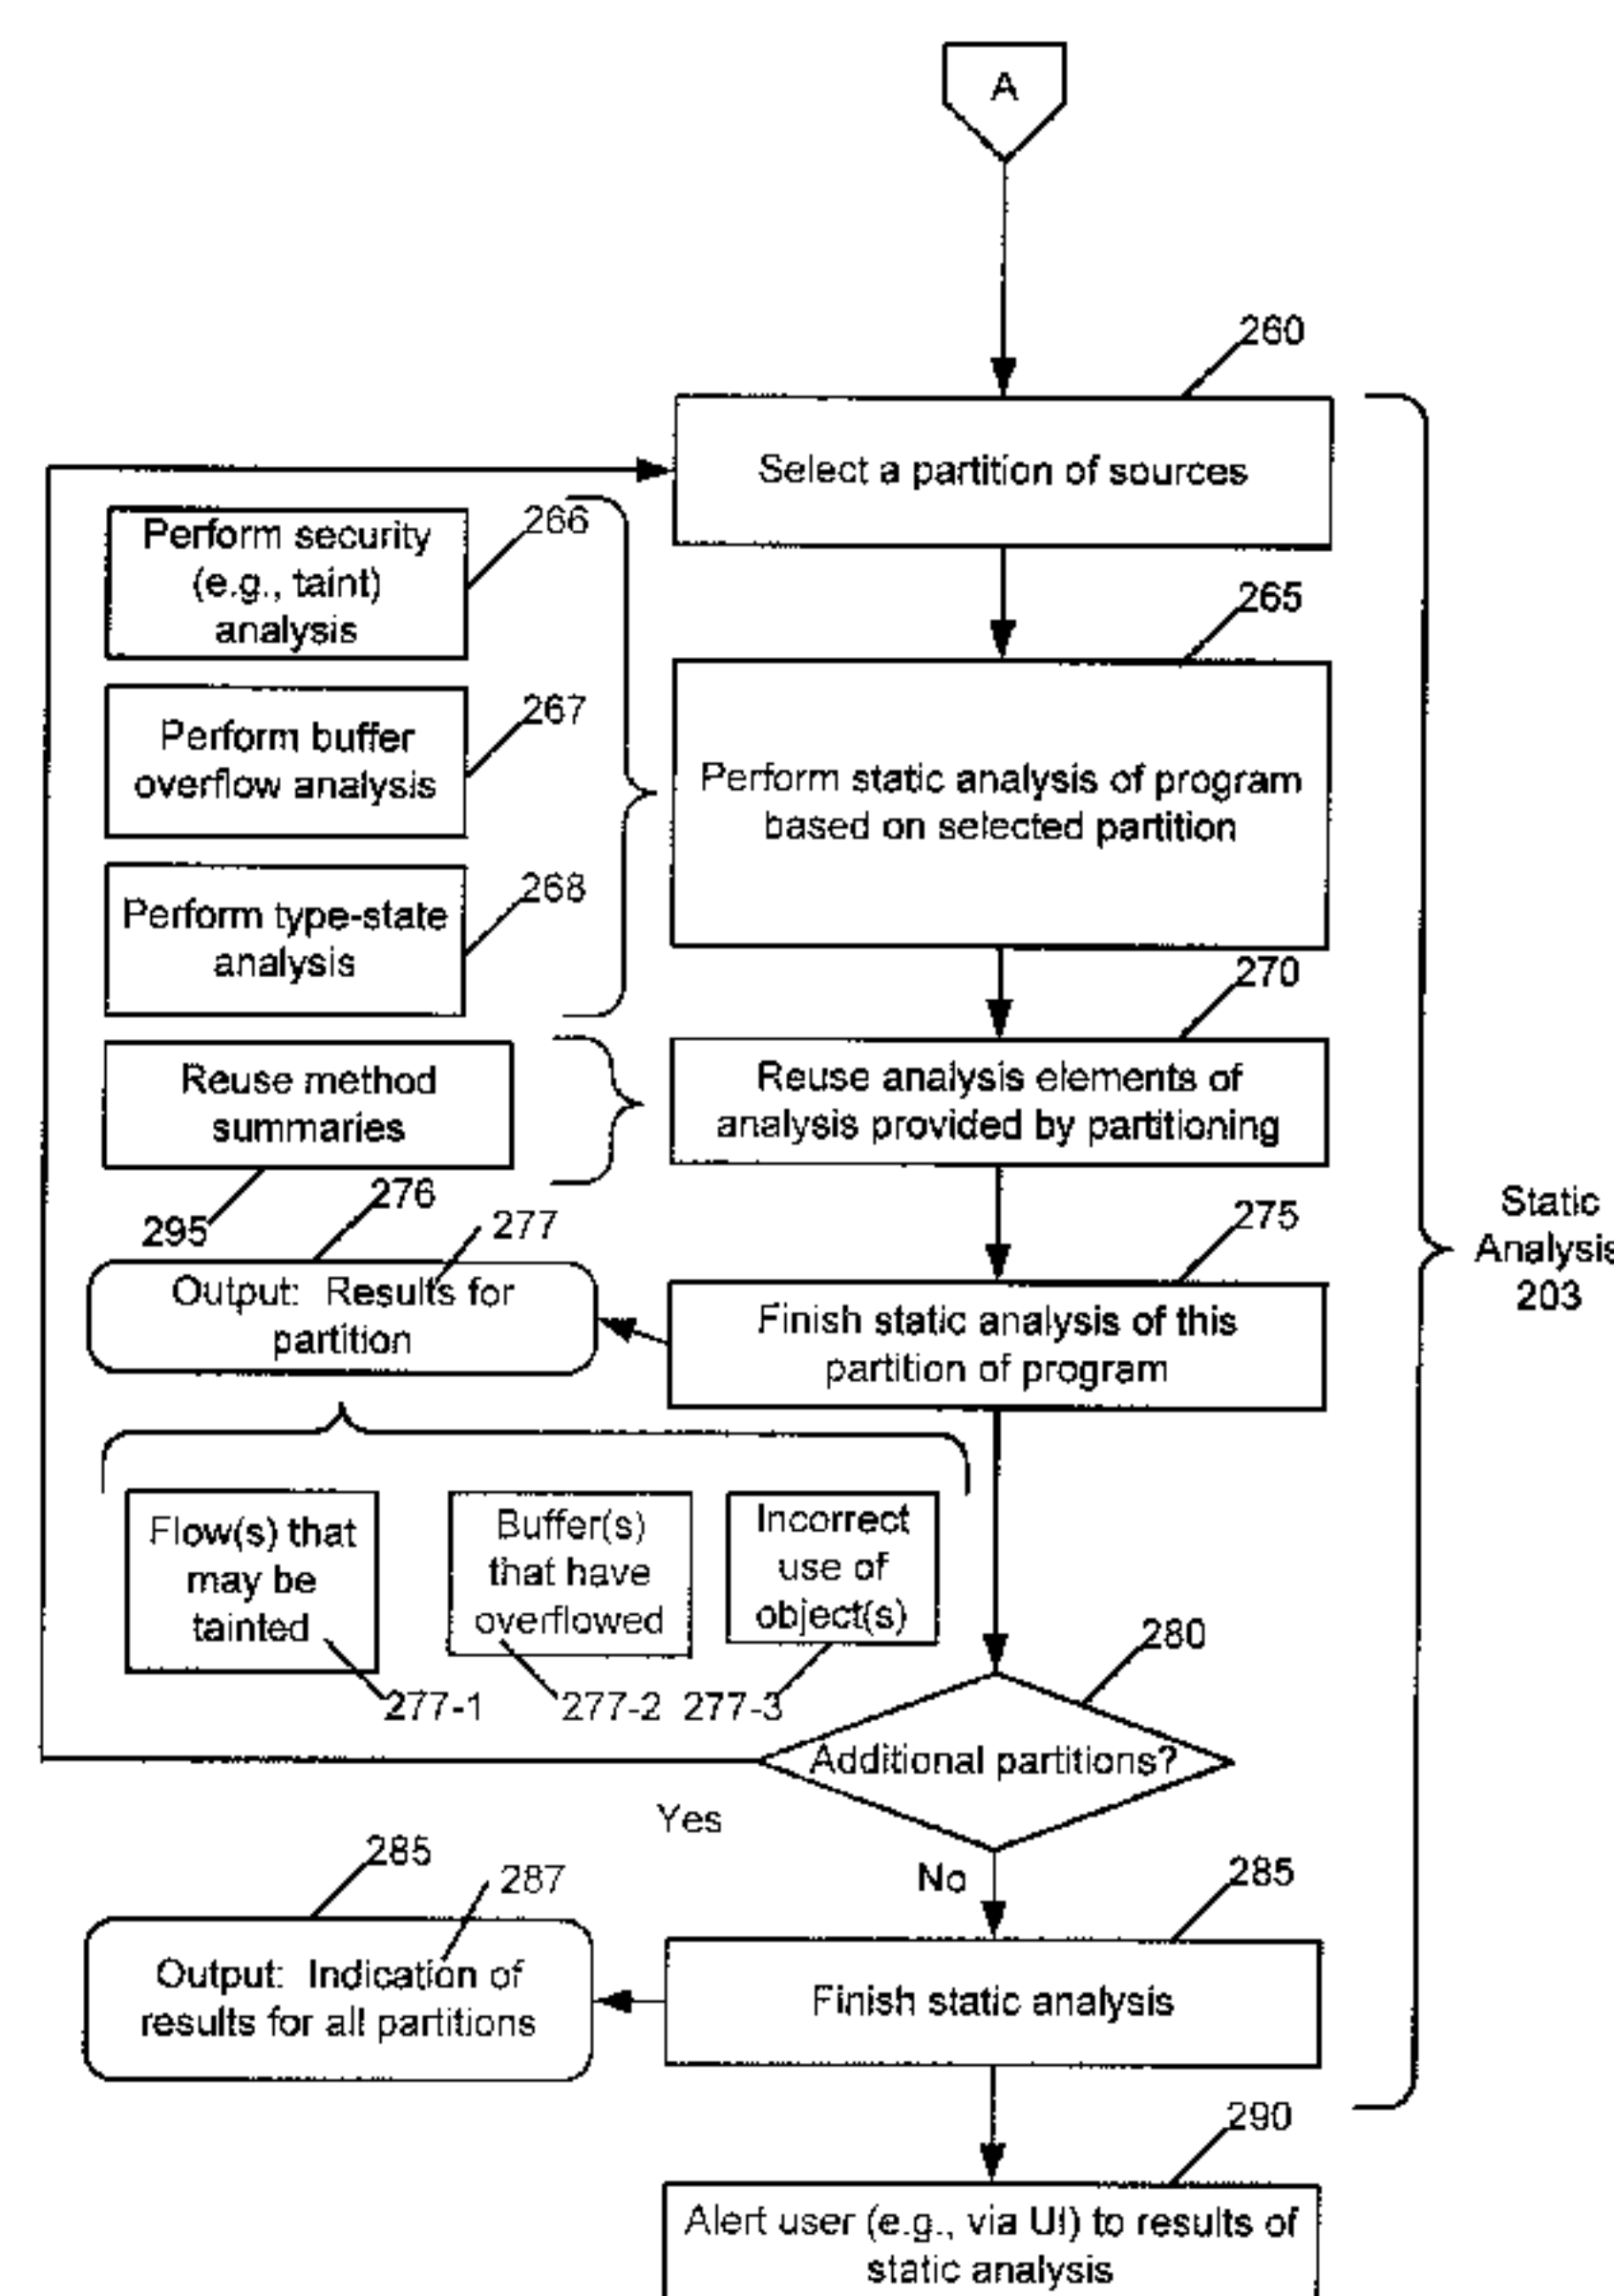 A
260
Select a partition of sources
Perform security
(e.g., taint)
analysis
266
265
Perform buffer
overflow analysis
267
Perform static analysis of program
based on selected partition
Perform type-state
analysis
268
270
Reuse method
summaries
295
Reuse analysis elements of
analysis provided by partitioning
276
277
275
Static
Analysis
203
Output: Results for
partition
Finish static analysis of this
partition of program
Flow(s) that
may be
tainted
277-1
Buffer(s)
that have
overflowed
277-2
Incorrect
use of
object(s)
277-3
280
Additional partitions?
Yes
No
285
287
285
Output: Indication of
results for all partitions
Finish static analysis
290
Alert user (e.g., via UI) to results of
static analysis